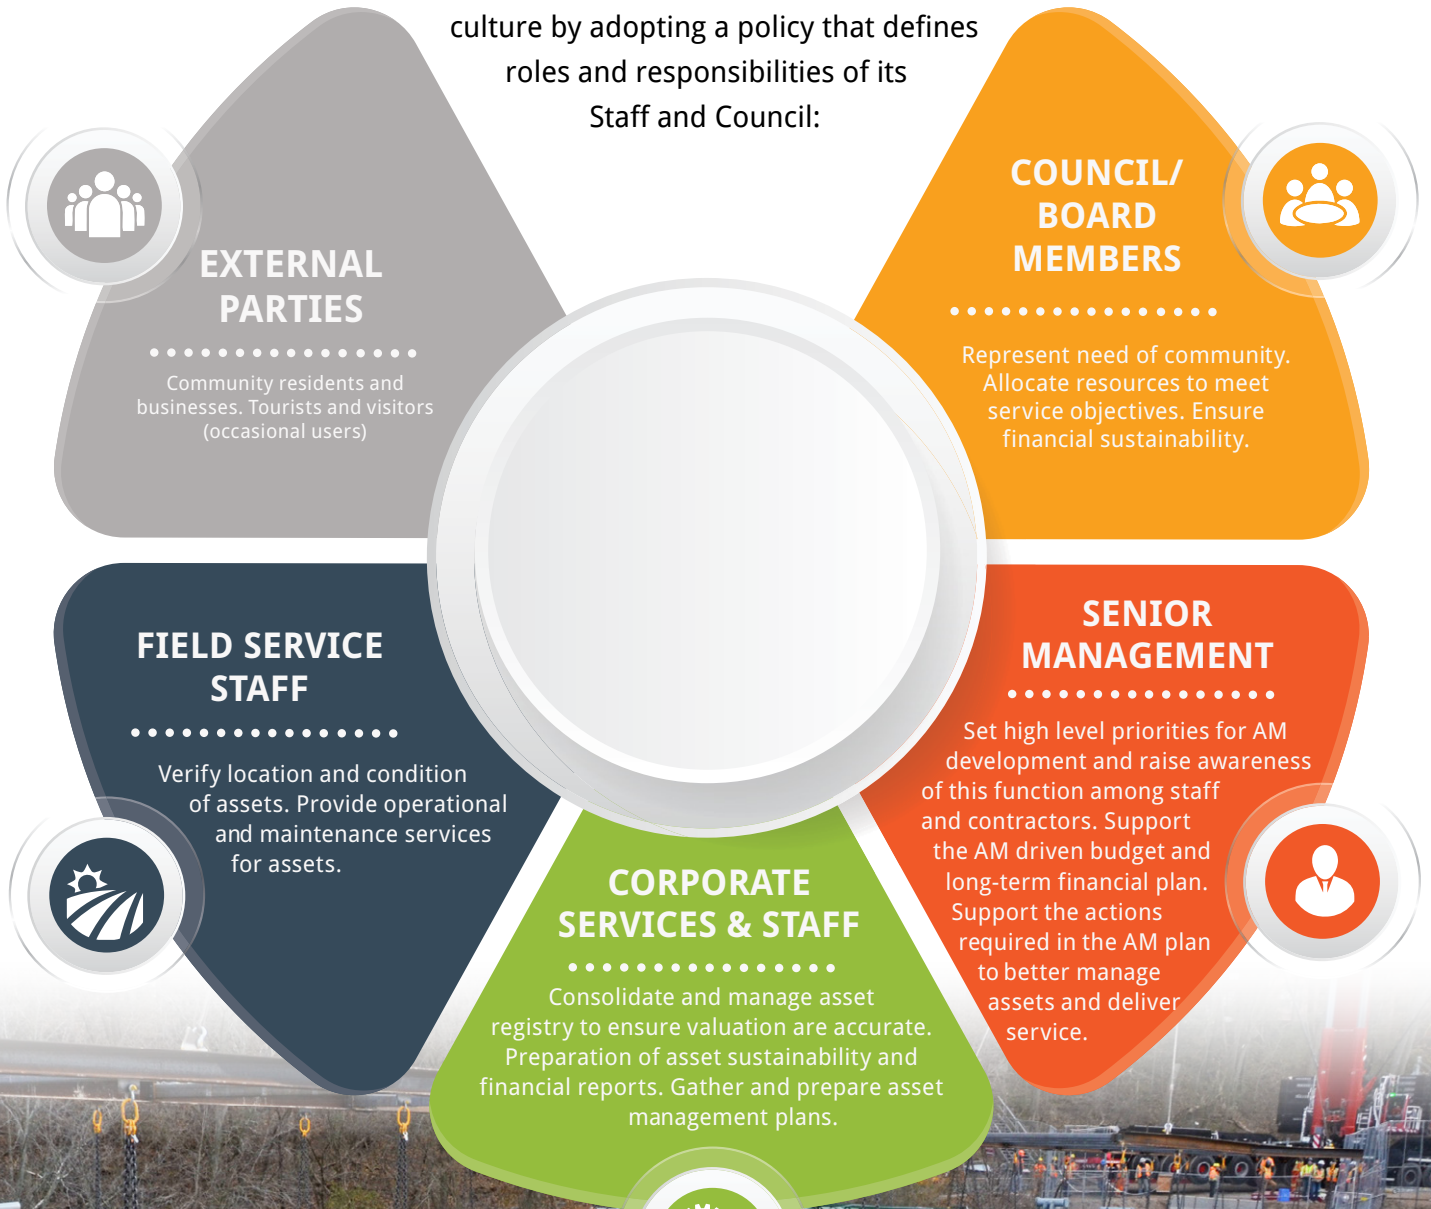 culture by adopting a policy that defines
roles and responsibilities of its
Staff and Council:
EXTERNAL
PARTIES
Community residents and
businesses. Tourists and visitors
(occasional users)
COUNCIL/
BOARD
MEMBERS
Represent need of community.
Allocate resources to meet
service objectives. Ensure
financial sustainability.
FIELD SERVICE
STAFF
Verify location and condition
of assets. Provide operational
and maintenance services
for assets.
SENIOR
MANAGEMENT
Set high level priorities for AM
development and raise awareness
of this function among staff
and contractors. Support
the AM driven budget and
long-term financial plan.
Support the actions
required in the AM plan
to better manage
assets and deliver
service.
CORPORATE
SERVICES & STAFF
Consolidate and manage asset
registry to ensure valuation are accurate.
Preparation of asset sustainability and
financial reports. Gather and prepare asset
management plans.